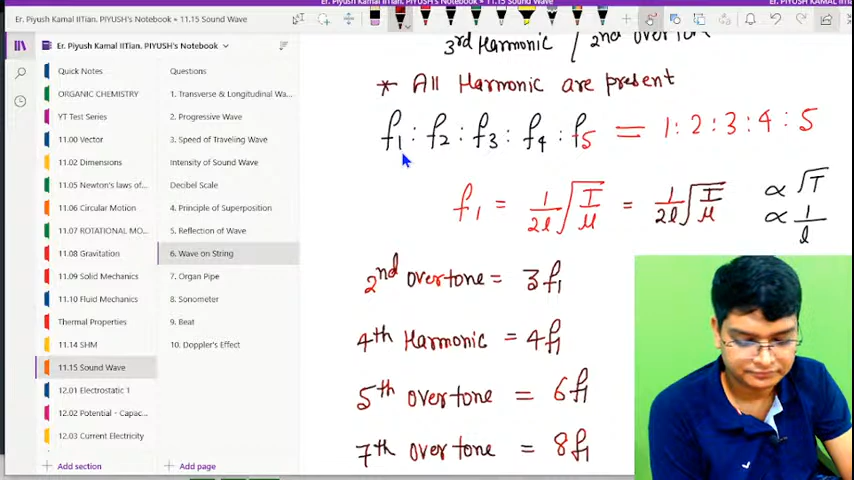 Er. Piyush Kamal IITian. PIYUSH's Notebook » 11.15 Sound Wave
PIYUSH KAMAL IIT
Er. Piyush Kamal IITian. PIYUSH's Notebook
Quick Notes
ORGANIC CHEMISTRY
YT Test Series
11.00 Vector
11.02 Dimensions
11.05 Newton's laws of...
11.06 Circular Motion
11.07 ROTATIONAL MO...
11.08 Gravitation
11.09 Solid Mechanics
11.10 Fluid Mechanics
Thermal Properties
11.14 SHM
11.15 Sound Wave
12.01 Electrostatic 1
12.02 Potential - Capac...
12.03 Current Electricity
Add section
Questions
1. Transverse & Longitudinal Wa...
2. Progressive Wave
3. Speed of Traveling Wave
Intensity of Sound Wave
Decibel Scale
4. Principle of Superposition
5. Reflection of Wave
6. Wave on String
7. Organ Pipe
8. Sonometer
9. Beat
10. Doppler's Effect
Add page
3rd Harmonic / 2nd overton
* All Harmonic are present
f₁ : f₂ : f₃ : f₄ : f₅ = 1 : 2 : 3 : 4 : 5
f₁ = 1/2l √T/μ = 1/2l √T/μ ∝ √T
∝ 1/l
2nd overtone = 3f₁
4th Harmonic = 4f₁
5th overtone = 6f₁
7th overtone = 8f₁